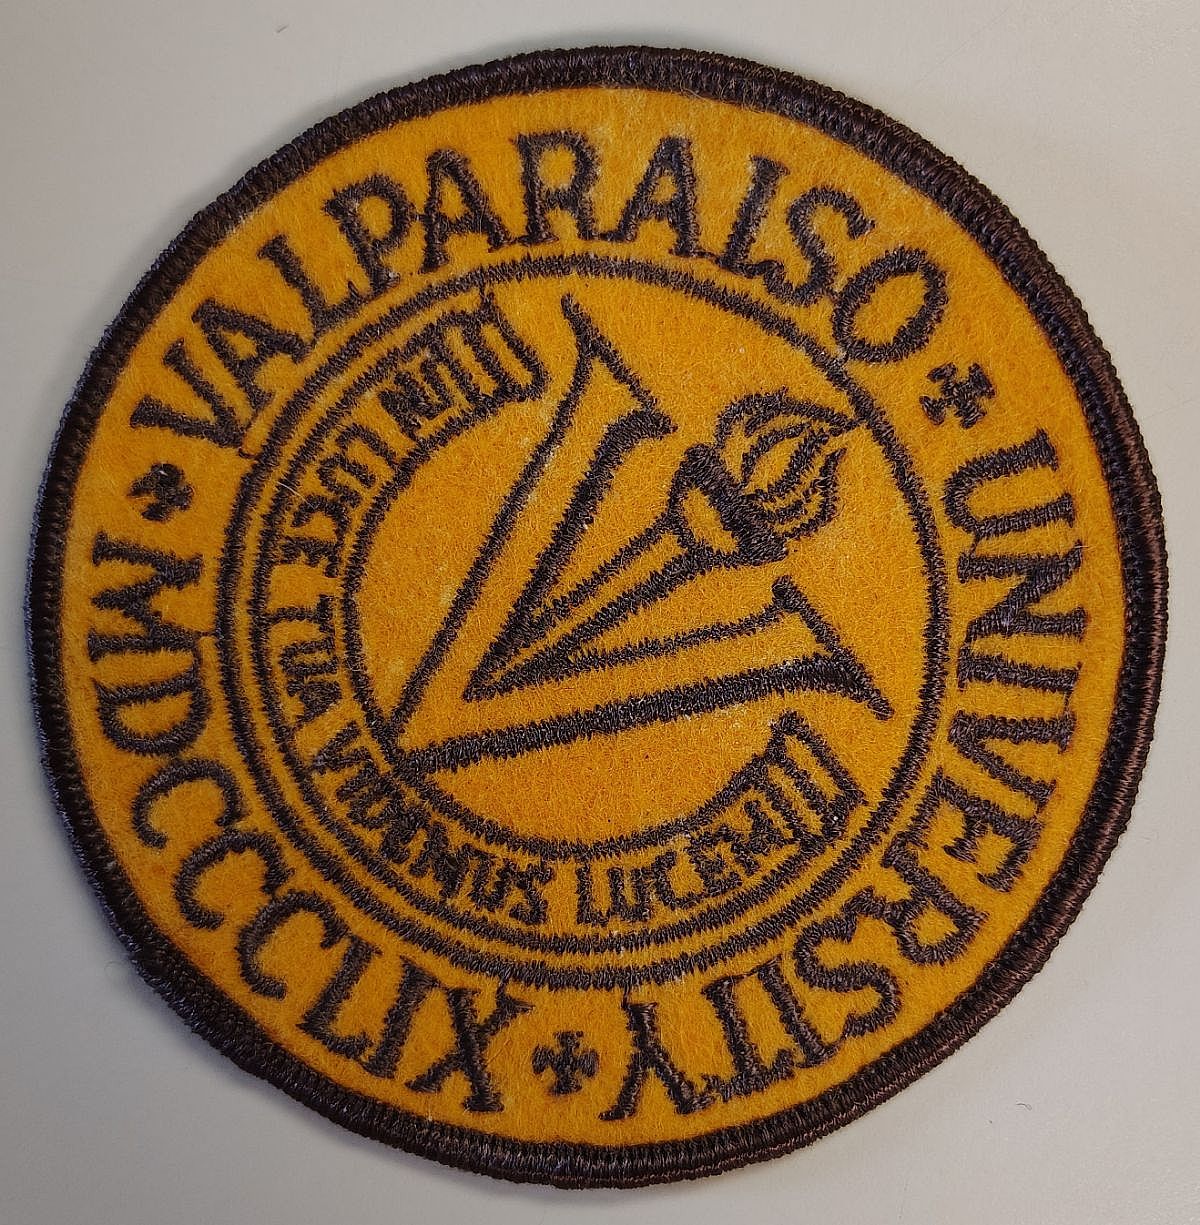 VALPARAISO + UNIVERSITY + MDCCCLIX +
IN LUCE TUA VIDEMUS LUCEM
V